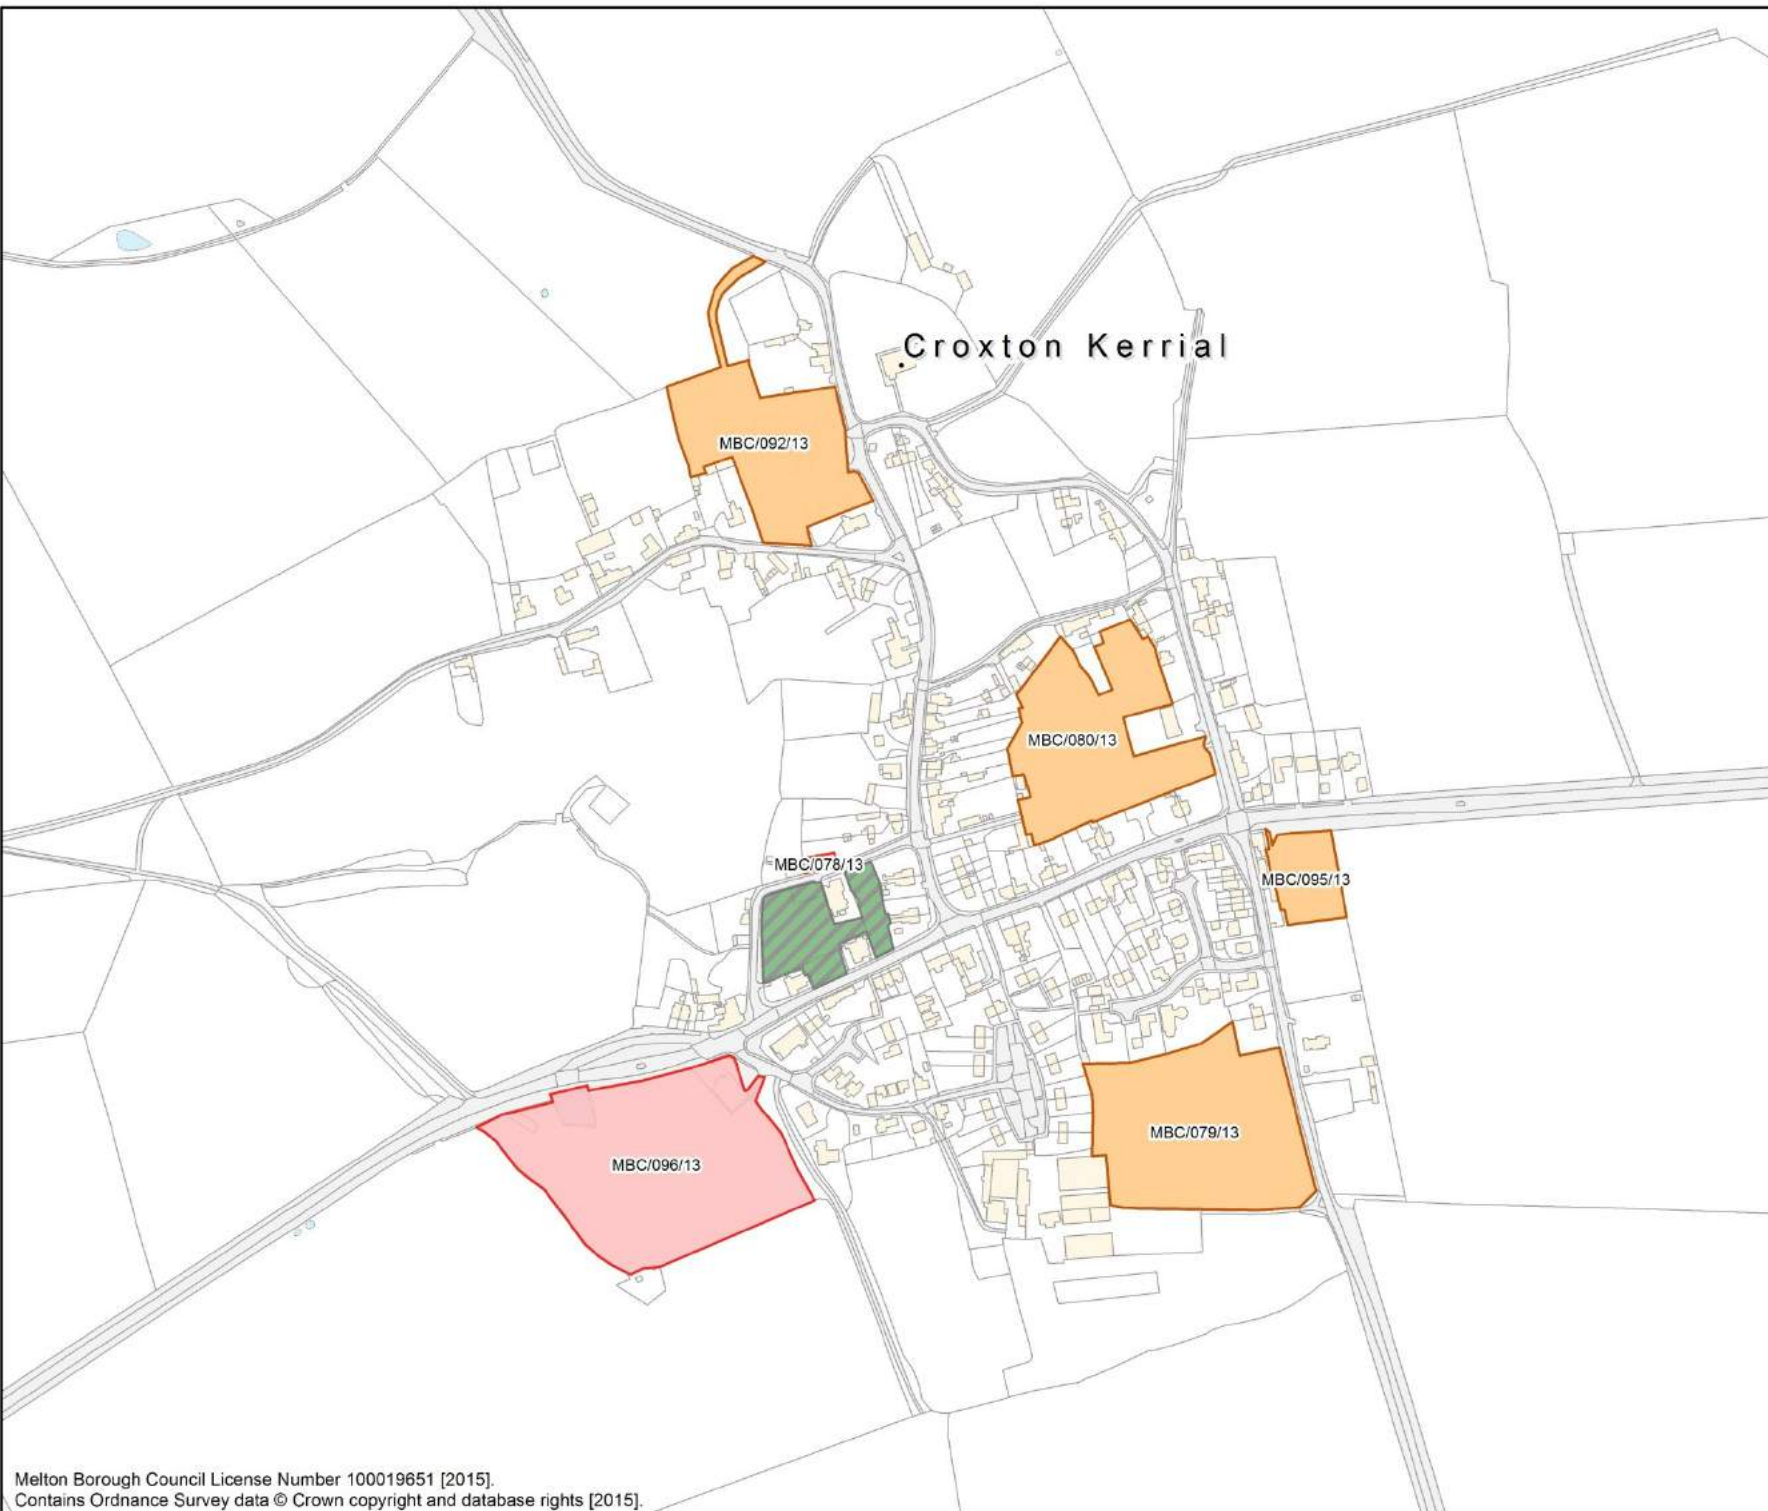 Croxton Kerrial
MBC/092/13
MBC/080/13
MBC/078/13
MBC/095/13
MBC/079/13
MBC/096/13
Melton Borough Council License Number 100019651 [2015].
Contains Ordnance Survey data © Crown copyright and database rights [2015].